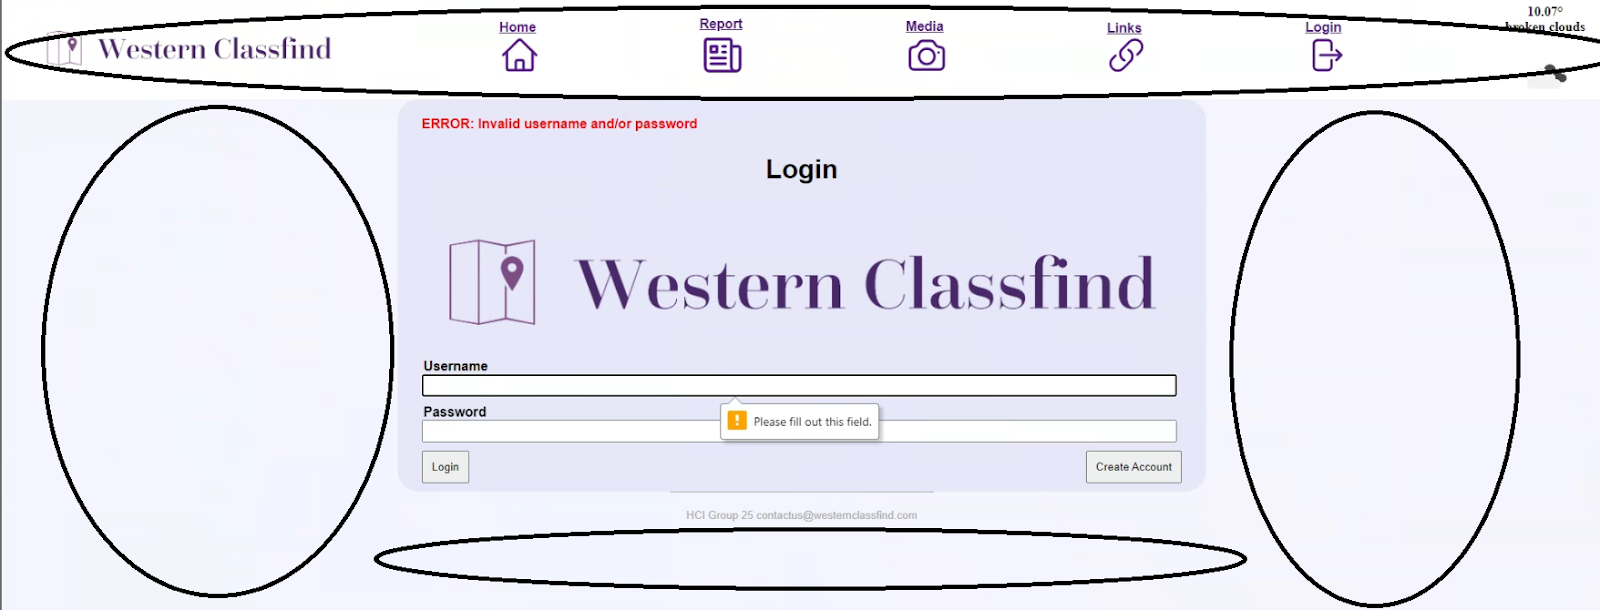 10.07°
broken clouds
Western Classfind
Home
Report
Media
Links
Login
ERROR: Invalid username and/or password
Login
Western Classfind
Username
Password
Please fill out this field.
Login
Create Account
HCI Group 25 contactus@westernclassfind.com